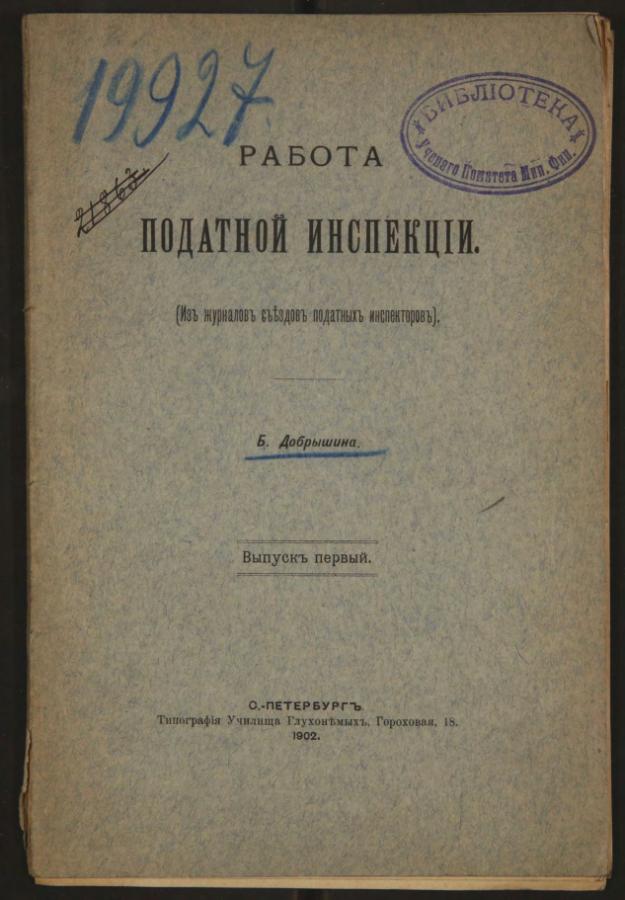 19927.
БИБЛІОТЕКА
Ученаго Комитета Мин. Фин.
РАБОТА
ПОДАТНОЙ ИНСПЕКЦІИ.
(Изъ журналовъ съѣздовъ податныхъ инспекторовъ).
Б. Добрышина.
Выпускъ первый.
С.-ПЕТЕРБУРГЪ.
Типографія Училища Глухонѣмыхъ, Гороховая, 18.
1902.